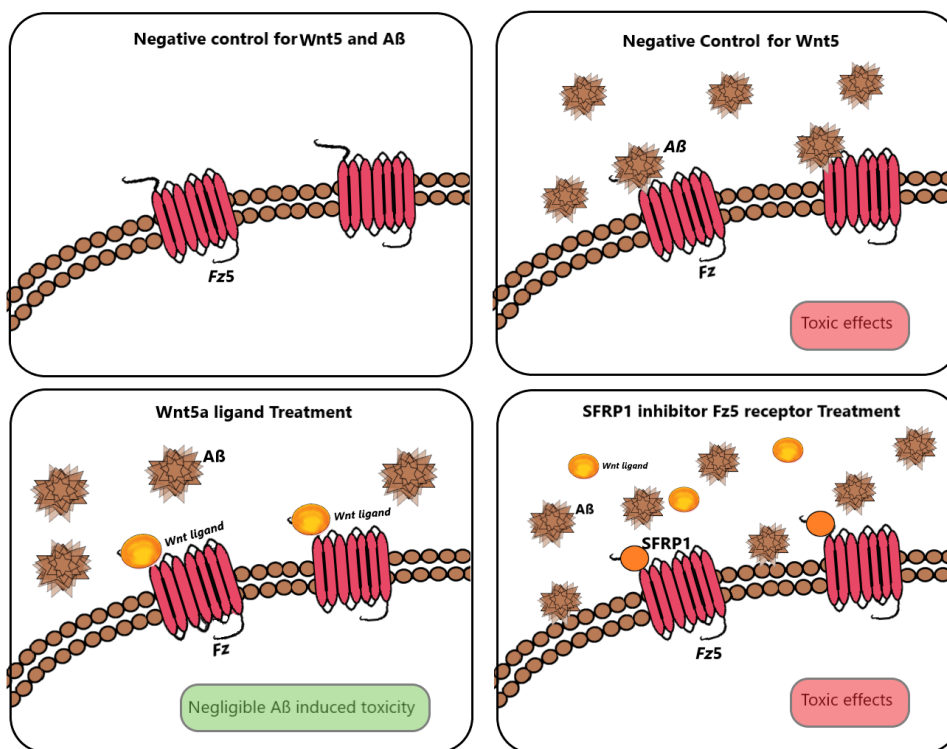 Negative control for Wnt5 and Aß
Fz5
Negative Control for Wnt5
Aß
Fz
Toxic effects
Wnt5a ligand Treatment
Aß
Wnt ligand
Wnt ligand
Fz
Negligible Aß induced toxicity
SFRP1 inhibitor Fz5 receptor Treatment
Wnt ligand
Aß
SFRP1
Fz5
Toxic effects